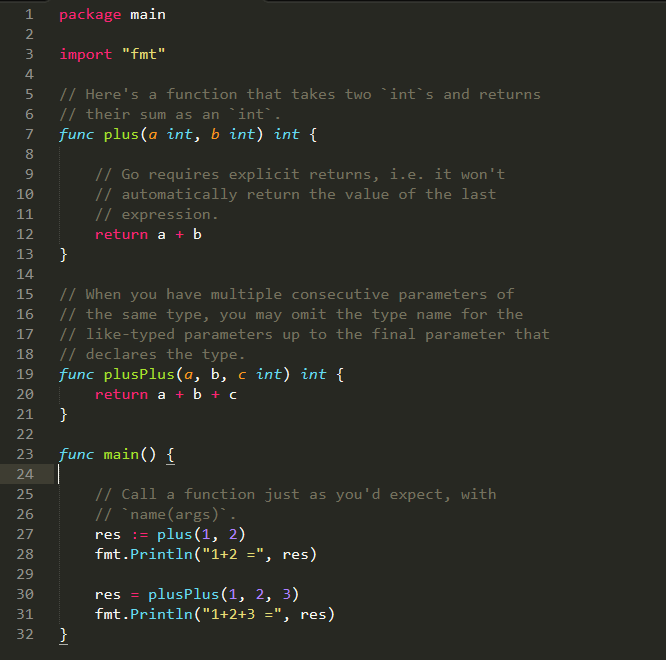 1 package main
2
3 import "fmt"
4
5 // Here's a function that takes two `int`s and returns
6 // their sum as an `int`.
7 func plus(a int, b int) int {
8
9     // Go requires explicit returns, i.e. it won't
10     // automatically return the value of the last
11     // expression.
12     return a + b
13 }
14
15 // When you have multiple consecutive parameters of
16 // the same type, you may omit the type name for the
17 // like-typed parameters up to the final parameter that
18 // declares the type.
19 func plusPlus(a, b, c int) int {
20     return a + b + c
21 }
22
23 func main() {
24
25     // Call a function just as you'd expect, with
26     // `name(args)`.
27     res := plus(1, 2)
28     fmt.Println("1+2 =", res)
29
30     res = plusPlus(1, 2, 3)
31     fmt.Println("1+2+3 =", res)
32 }